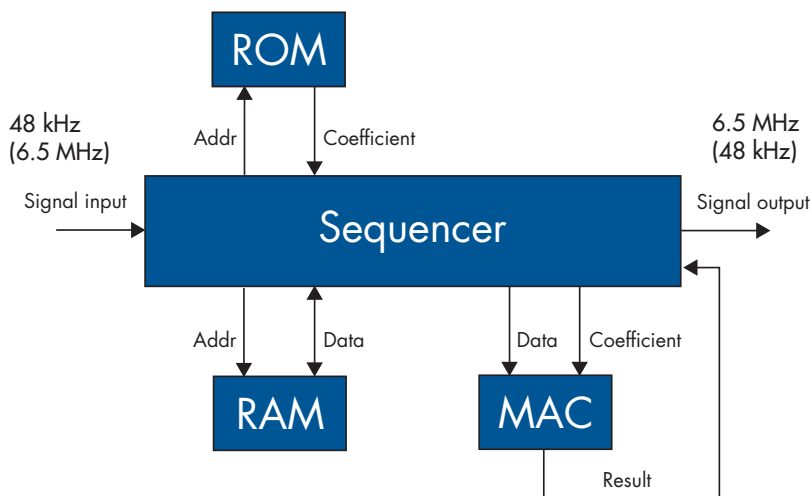 ROM
48 kHz
(6.5 MHz)
Addr
Coefficient
6.5 MHz
(48 kHz)
Signal input
Sequencer
Signal output
Addr
Data
Data
Coefficient
RAM
MAC
Result